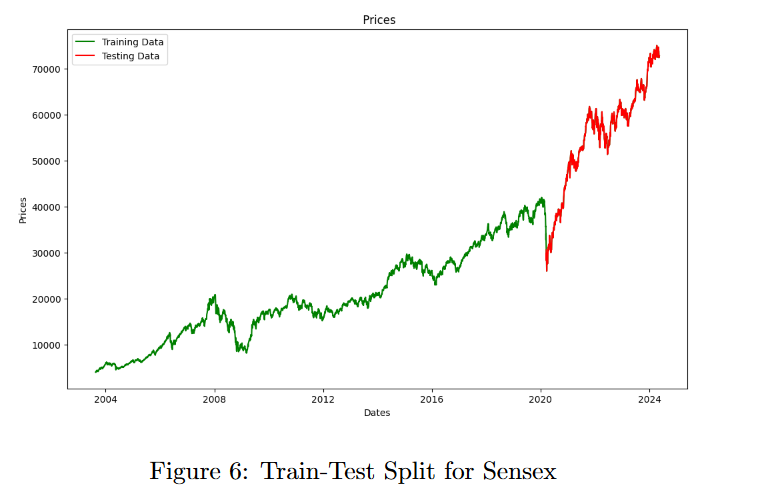 Prices
Training Data
Testing Data
Prices
70000
60000
50000
40000
30000
20000
10000
2004 2008 2012 2016 2020 2024
Dates
Figure 6: Train-Test Split for Sensex